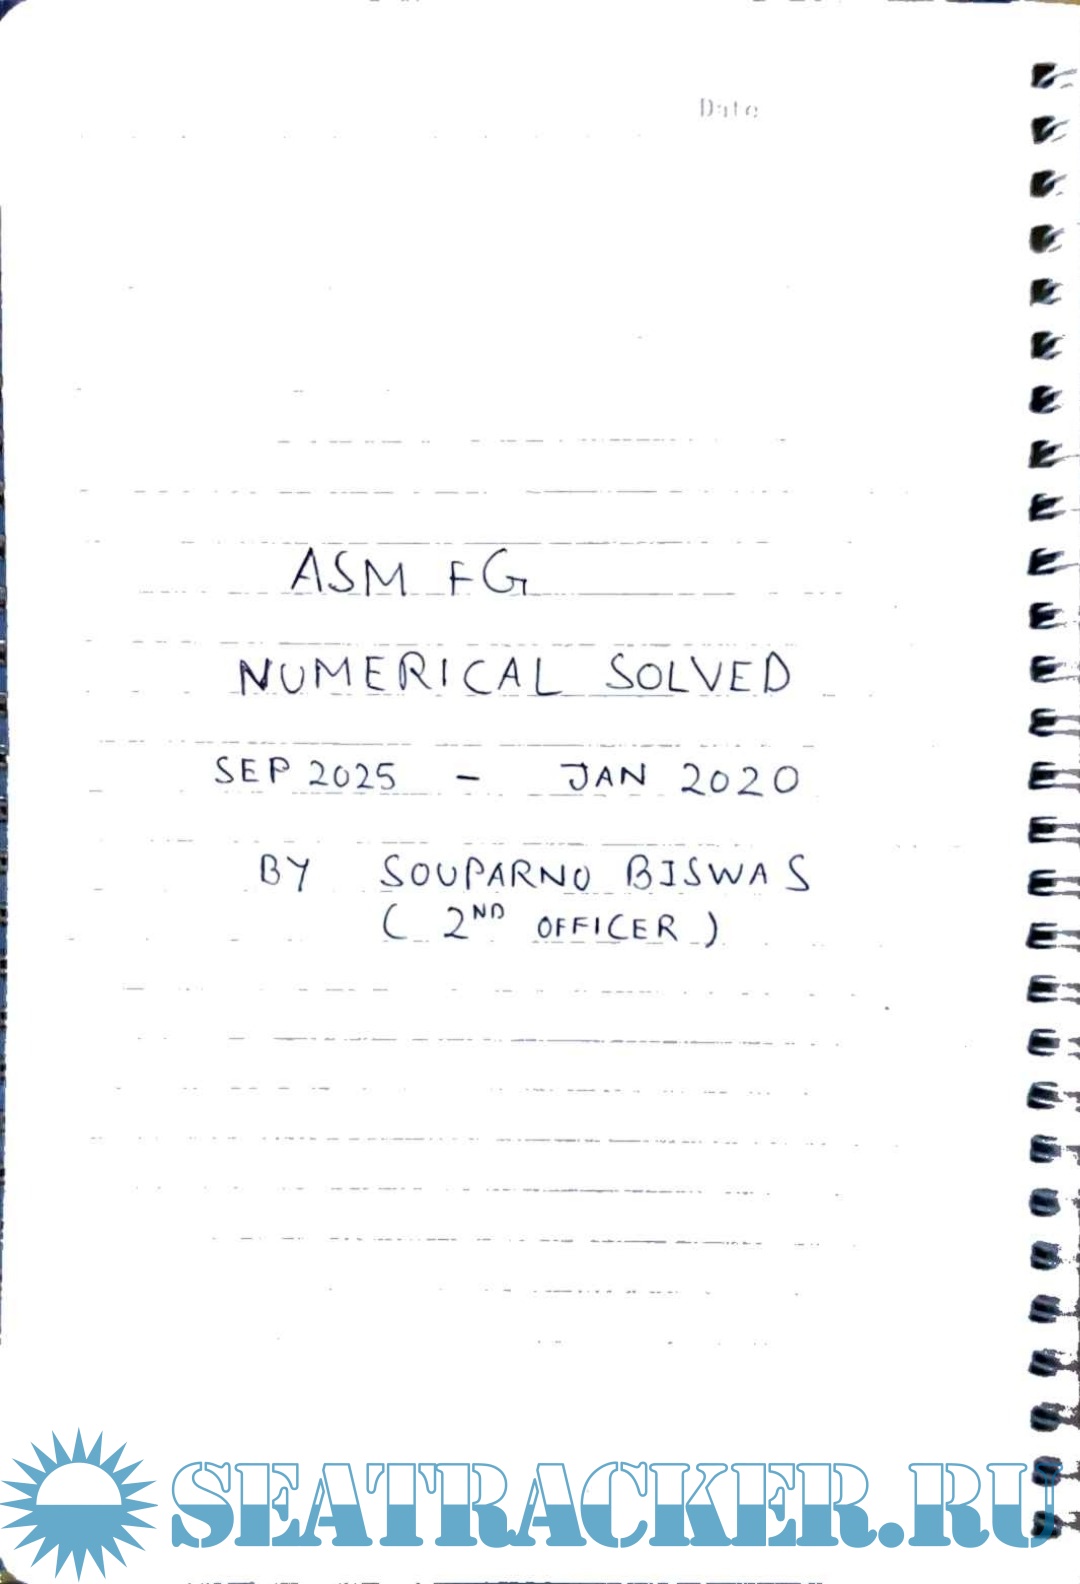 Date
ASM FG
NUMERICAL SOLVED
SEP 2025 - JAN 2020
BY SOUPARNO BISWAS
( 2ND OFFICER )
SEATRACKER.RU